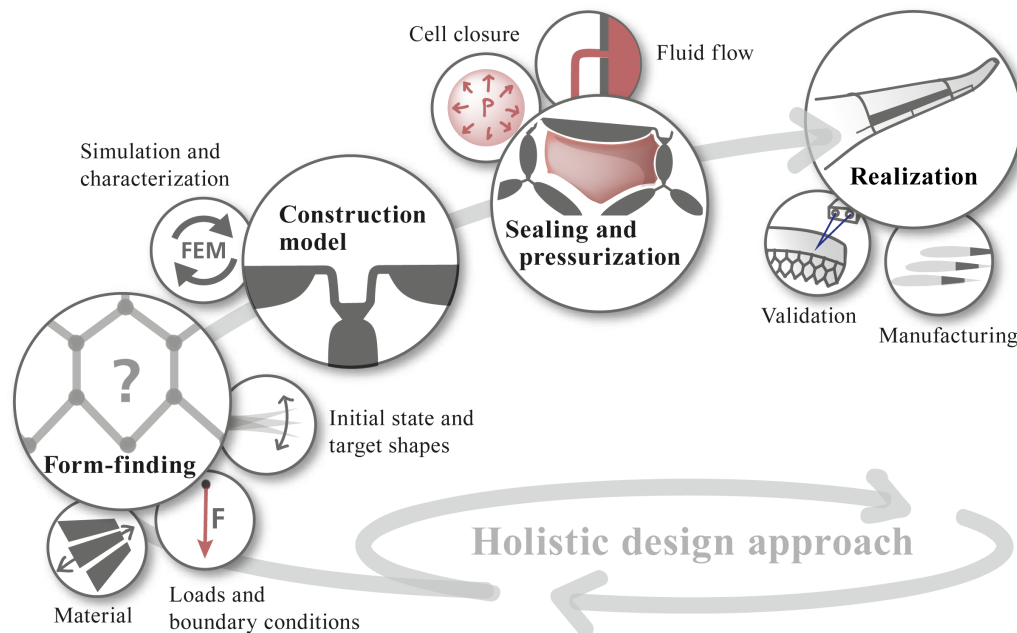 Cell closure
Fluid flow
P
Simulation and
characterization
FEM
Construction
model
Sealing and
pressurization
Realization
Validation
Manufacturing
?
Form-finding
Initial state and
target shapes
F
Material
Loads and
boundary conditions
Holistic design approach